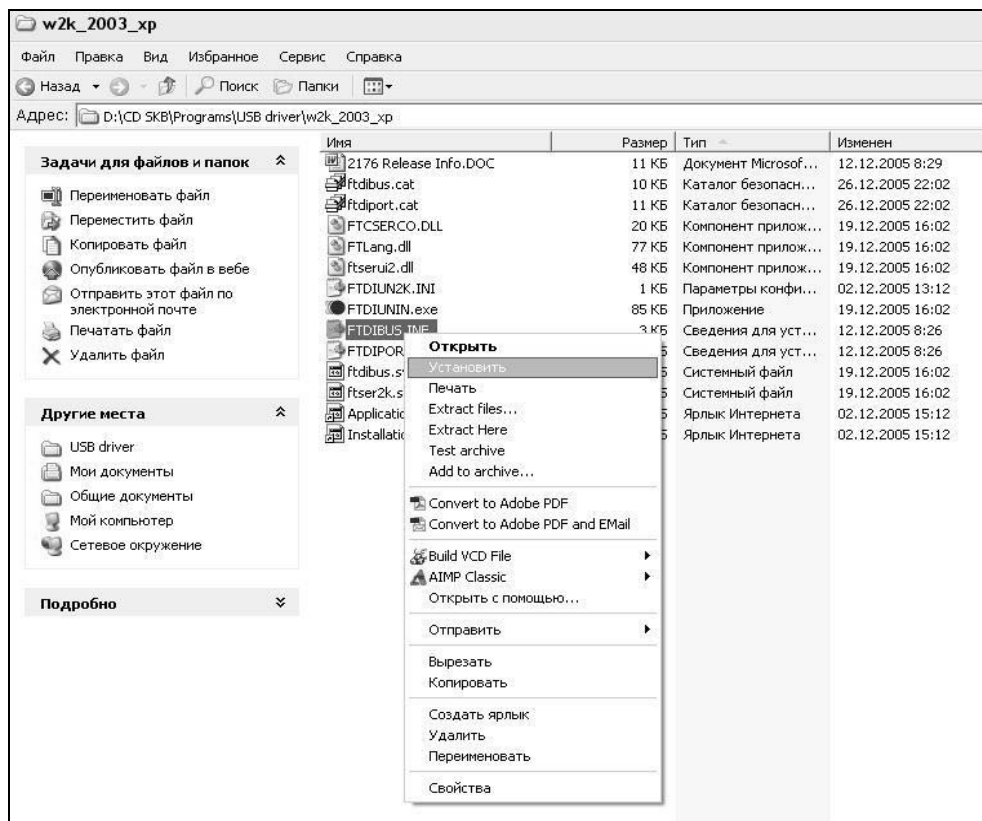 w2k_2003_xp
Файл Правка Вид Избранное Сервис Справка
Назад Поиск Папки
Адрес: D:\CD SKB\Programs\USB driver\w2k_2003_xp
Задачи для файлов и папок
Переименовать файл
Переместить файл
Копировать файл
Опубликовать файл в вебе
Отправить этот файл по
электронной почте
Печатать файл
Удалить файл
Другие места
USB driver
Мои документы
Общие документы
Мой компьютер
Сетевое окружение
Подробно
Имя Размер Тип Изменен
2176 Release Info.DOC 11 КБ Документ Microsof... 12.12.2005 8:29
ftdibus.cat 10 КБ Каталог безопасн... 26.12.2005 22:02
ftdiport.cat 11 КБ Каталог безопасн... 26.12.2005 22:02
FTCSERCO.DLL 20 КБ Компонент прилож... 19.12.2005 16:02
FTLang.dll 77 КБ Компонент прилож... 19.12.2005 16:02
ftserui2.dll 48 КБ Компонент прилож... 19.12.2005 16:02
FTDIUN2K.INI 1 КБ Параметры конфи... 02.12.2005 13:12
FTDIUNIN.exe 85 КБ Приложение 19.12.2005 16:02
FTDIBUS.INF 3 КБ Сведения для уст... 12.12.2005 8:26
FTDIPOR Сведения для уст... 12.12.2005 8:26
ftdibus.s Системный файл 19.12.2005 16:02
ftser2k.s Системный файл 19.12.2005 16:02
Applicatio Ярлык Интернета 02.12.2005 15:12
Installatio Ярлык Интернета 02.12.2005 15:12
Открыть
Установить
Печать
Extract files...
Extract Here
Test archive
Add to archive...
Convert to Adobe PDF
Convert to Adobe PDF and EMail
Build VCD File
AIMP Classic
Открыть с помощью...
Отправить
Вырезать
Копировать
Создать ярлык
Удалить
Переименовать
Свойства